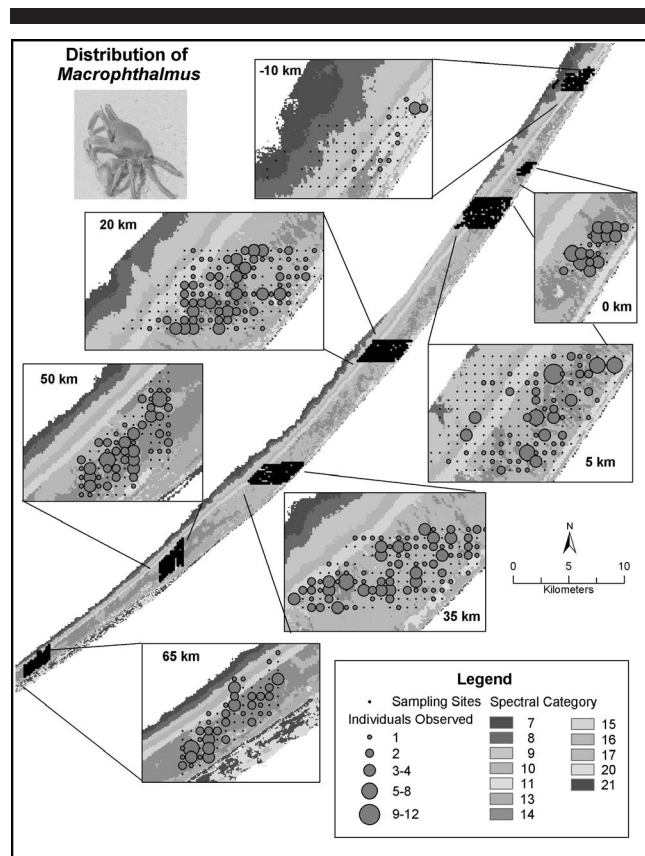 Distribution of
Macrophthalmus
-10 km
20 km
0 km
50 km
5 km
N
0 5 10
Kilometers
35 km
65 km
Legend
Sampling Sites
Individuals Observed
1
2
3-4
5-8
9-12
Spectral Category
7
8
9
10
11
13
14
15
16
17
20
21